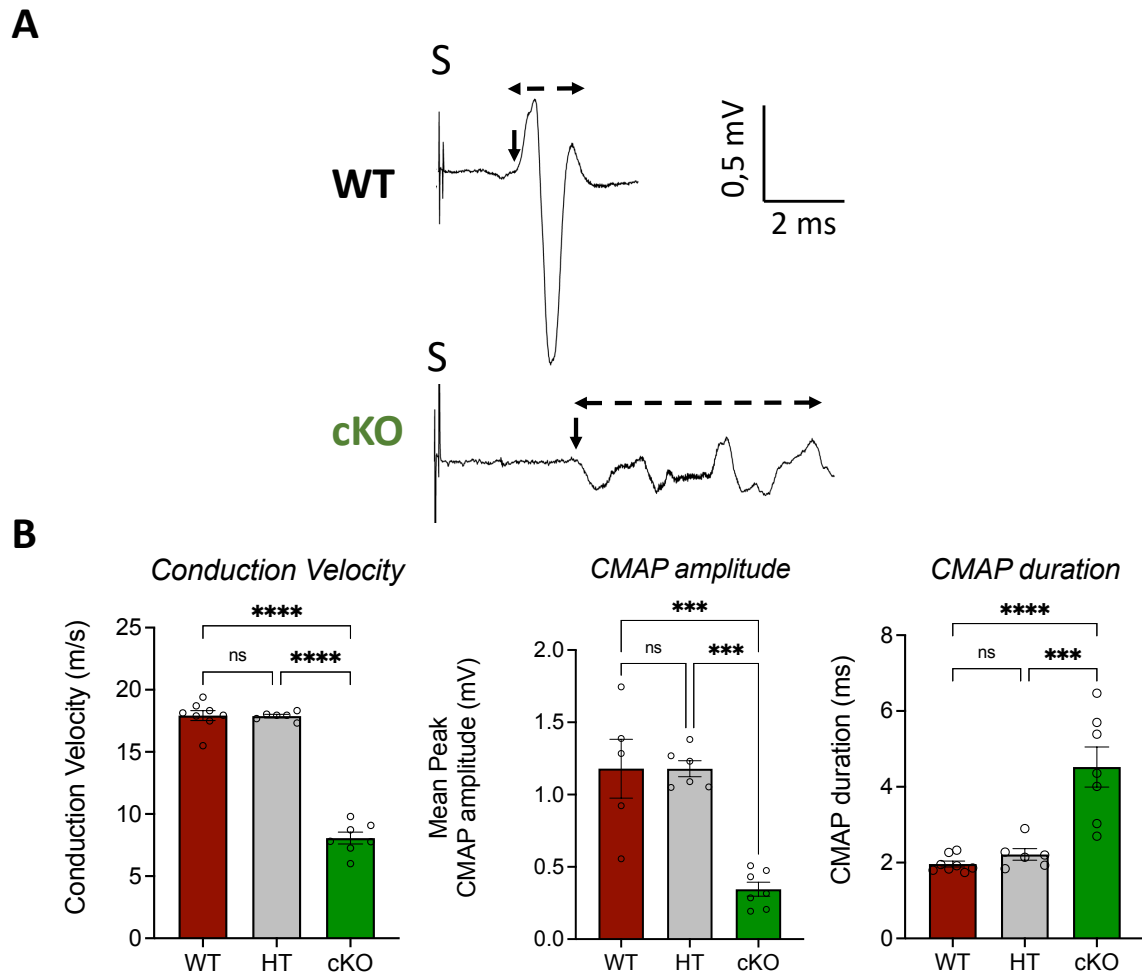 A
S
WT
0,5 mV
2 ms
S
cKO
B
Conduction Velocity
****
ns
****
Conduction Velocity (m/s)
25
20
15
10
5
0
WT HT cKO
CMAP amplitude
***
ns
***
Mean Peak
CMAP amplitude (mV)
2.0
1.5
1.0
0.5
0.0
WT HT cKO
CMAP duration
****
ns
***
CMAP duration (ms)
8
6
4
2
0
WT HT cKO